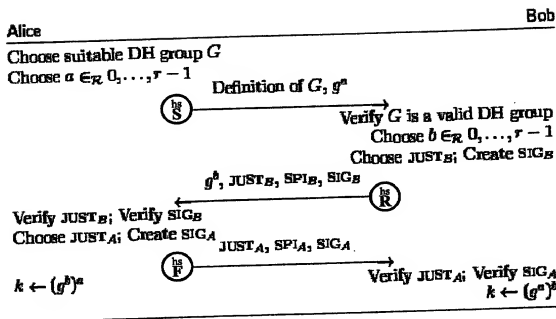 Alice
Bob
Choose suitable DH group G
Choose a ∈_R 0, . . . , r − 1
Definition of G, g^a
hs
S
Verify G is a valid DH group
Choose b ∈_R 0, . . . , r − 1
Choose JUST_B; Create SIG_B
g^b, JUST_B, SPI_B, SIG_B
hs
R
Verify JUST_B; Verify SIG_B
Choose JUST_A; Create SIG_A
JUST_A, SPI_A, SIG_A
hs
F
Verify JUST_A; Verify SIG_A
k ← (g^b)^a
k ← (g^a)^b